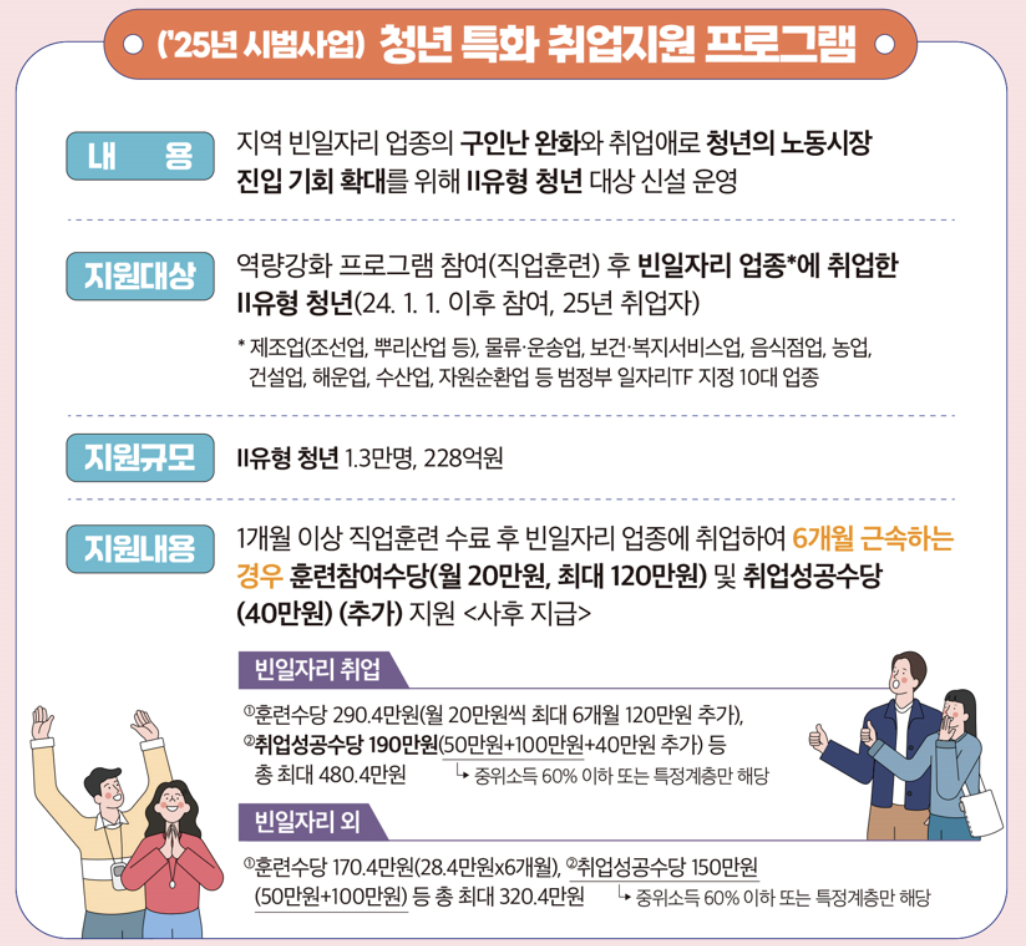 ('25년 시범사업) 청년 특화 취업지원 프로그램
내 용
지역 빈일자리 업종의 구인난 완화와 취업애로 청년의 노동시장
진입 기회 확대를 위해 II유형 청년 대상 신설 운영
지원대상
역량강화 프로그램 참여(직업훈련) 후 빈일자리 업종*에 취업한
II유형 청년(24. 1. 1. 이후 참여, 25년 취업자)
* 제조업(조선업, 뿌리산업 등), 물류·운송업, 보건·복지서비스업, 음식점업, 농업,
건설업, 해운업, 수산업, 자원순환업 등 범정부 일자리TF 지정 10대 업종
지원규모
II유형 청년 1.3만명, 228억원
지원내용
1개월 이상 직업훈련 수료 후 빈일자리 업종에 취업하여 6개월 근속하는
경우 훈련참여수당(월 20만원, 최대 120만원) 및 취업성공수당
(40만원) (추가) 지원 <사후 지급>
빈일자리 취업
①훈련수당 290.4만원(월 20만원씩 최대 6개월 120만원 추가),
②취업성공수당 190만원(50만원+100만원+40만원 추가) 등
총 최대 480.4만원 ↳ 중위소득 60% 이하 또는 특정계층만 해당
빈일자리 외
①훈련수당 170.4만원(28.4만원x6개월), ②취업성공수당 150만원
(50만원+100만원) 등 총 최대 320.4만원 ↳ 중위소득 60% 이하 또는 특정계층만 해당